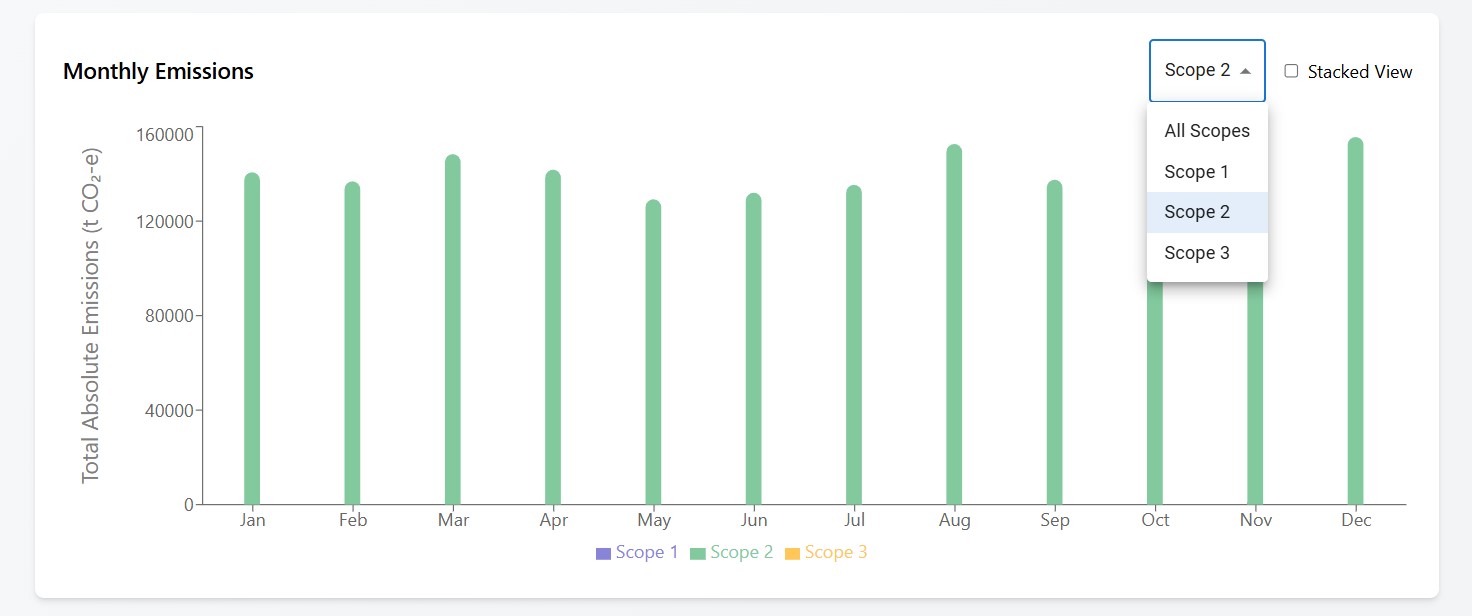 Monthly Emissions
Scope 2
Stacked View
All Scopes
Scope 1
Scope 2
Scope 3
Total Absolute Emissions (t CO₂-e)
160000
120000
80000
40000
0
Jan Feb Mar Apr May Jun Jul Aug Sep Oct Nov Dec
Scope 1 Scope 2 Scope 3